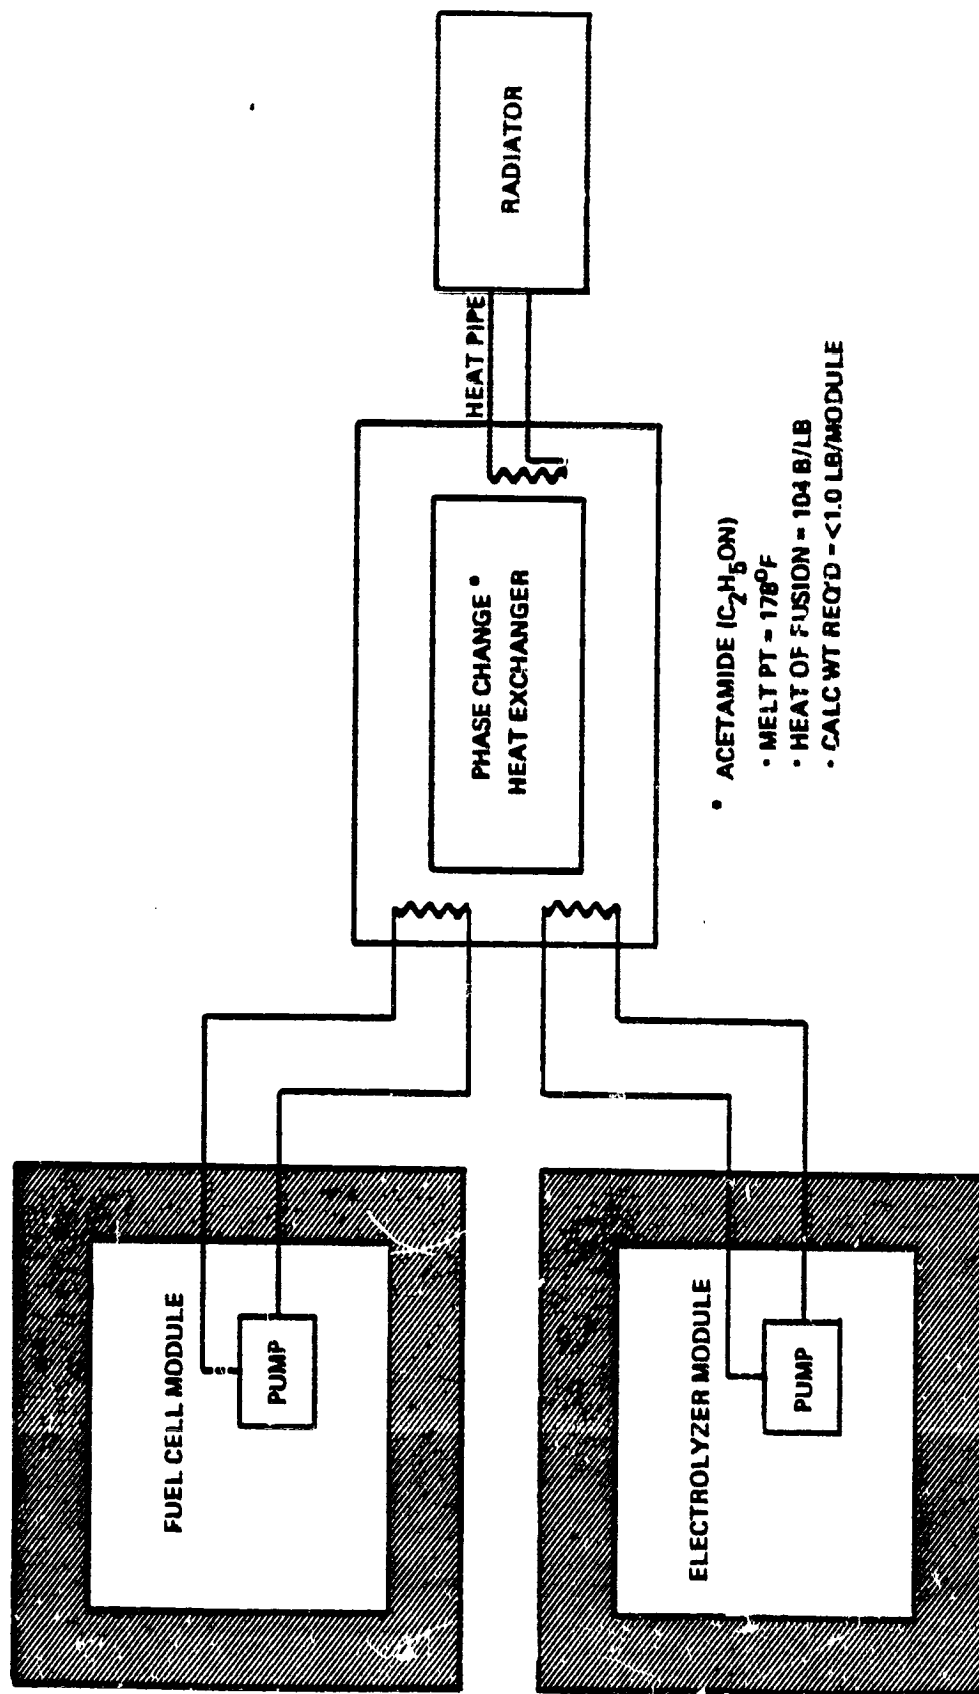 FUEL CELL MODULE
PUMP
ELECTROLYZER MODULE
PUMP
PHASE CHANGE*
HEAT EXCHANGER
HEAT PIPE
RADIATOR
* ACETAMIDE (C₂H₅ON)
• MELT PT = 178°F
• HEAT OF FUSION = 104 B/LB
• CALC WT REQ'D = <1.0 LB/MODULE